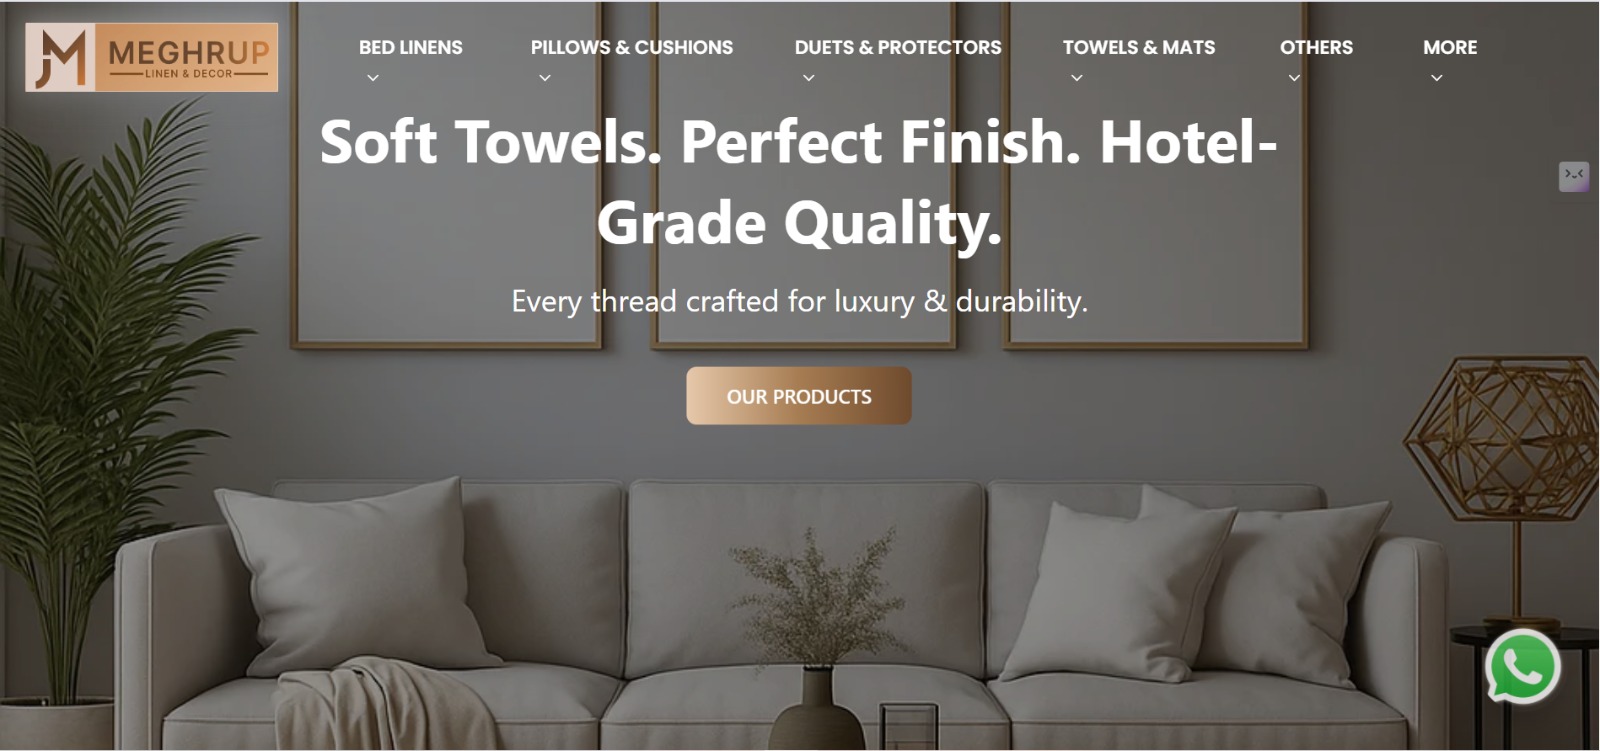 MEGHRUP
LINEN & DECOR
BED LINENS
PILLOWS & CUSHIONS
DUETS & PROTECTORS
TOWELS & MATS
OTHERS
MORE
Soft Towels. Perfect Finish. Hotel-
Grade Quality.
Every thread crafted for luxury & durability.
OUR PRODUCTS